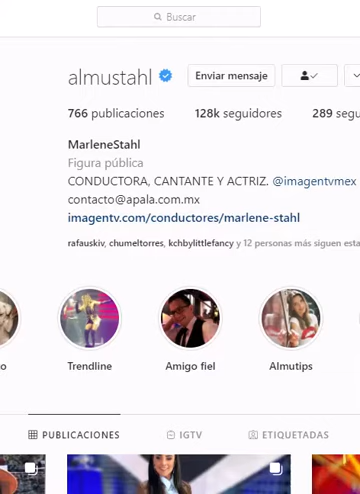 Buscar
almustahl Enviar mensaje
766 publicaciones 128k seguidores 289 segu
MarleneStahl
Figura pública
CONDUCTORA, CANTANTE Y ACTRIZ. @imagentvmex
contacto@apala.com.mx
imagentv.com/conductores/marlene-stahl
rafauskiv, chumeltorres, kchbylittlefancy y 12 personas más siguen esta
o Trendline Amigo fiel Almutips
PUBLICACIONES IGTV ETIQUETADAS